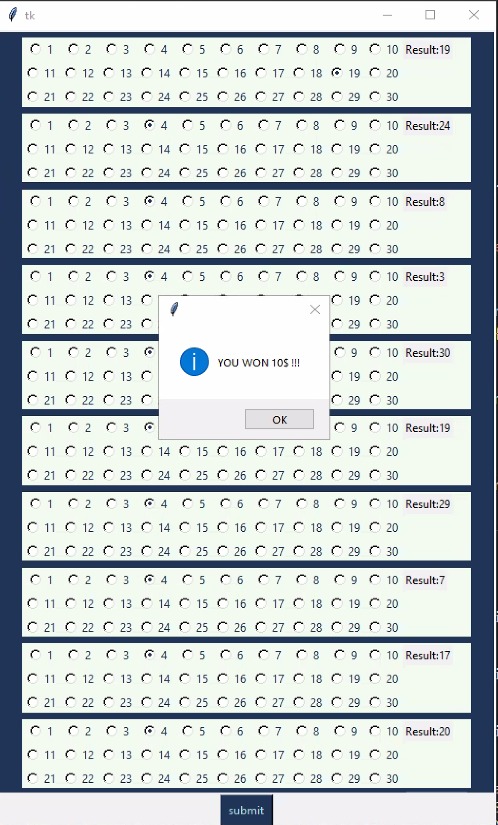 tk
1 2 3 4 5 6 7 8 9 10 Result:19
11 12 13 14 15 16 17 18 19 20
21 22 23 24 25 26 27 28 29 30
1 2 3 4 5 6 7 8 9 10 Result:24
11 12 13 14 15 16 17 18 19 20
21 22 23 24 25 26 27 28 29 30
1 2 3 4 5 6 7 8 9 10 Result:8
11 12 13 14 15 16 17 18 19 20
21 22 23 24 25 26 27 28 29 30
1 2 3 4 5 6 7 8 9 10 Result:3
11 12 13 19 20
21 22 23 29 30
YOU WON 10$ !!!
OK
1 2 3 9 10 Result:30
11 12 13 19 20
21 22 23 29 30
1 2 3 9 10 Result:19
11 12 13 14 15 16 17 18 19 20
21 22 23 24 25 26 27 28 29 30
1 2 3 4 5 6 7 8 9 10 Result:29
11 12 13 14 15 16 17 18 19 20
21 22 23 24 25 26 27 28 29 30
1 2 3 4 5 6 7 8 9 10 Result:7
11 12 13 14 15 16 17 18 19 20
21 22 23 24 25 26 27 28 29 30
1 2 3 4 5 6 7 8 9 10 Result:17
11 12 13 14 15 16 17 18 19 20
21 22 23 24 25 26 27 28 29 30
1 2 3 4 5 6 7 8 9 10 Result:20
11 12 13 14 15 16 17 18 19 20
21 22 23 24 25 26 27 28 29 30
submit